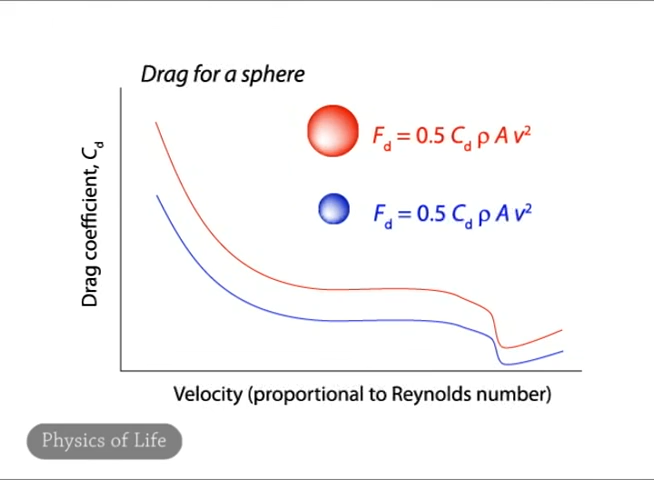 Drag for a sphere
F_d = 0.5 C_d ρ A v²
F_d = 0.5 C_d ρ A v²
Drag coefficient, C_d
Velocity (proportional to Reynolds number)
Physics of Life